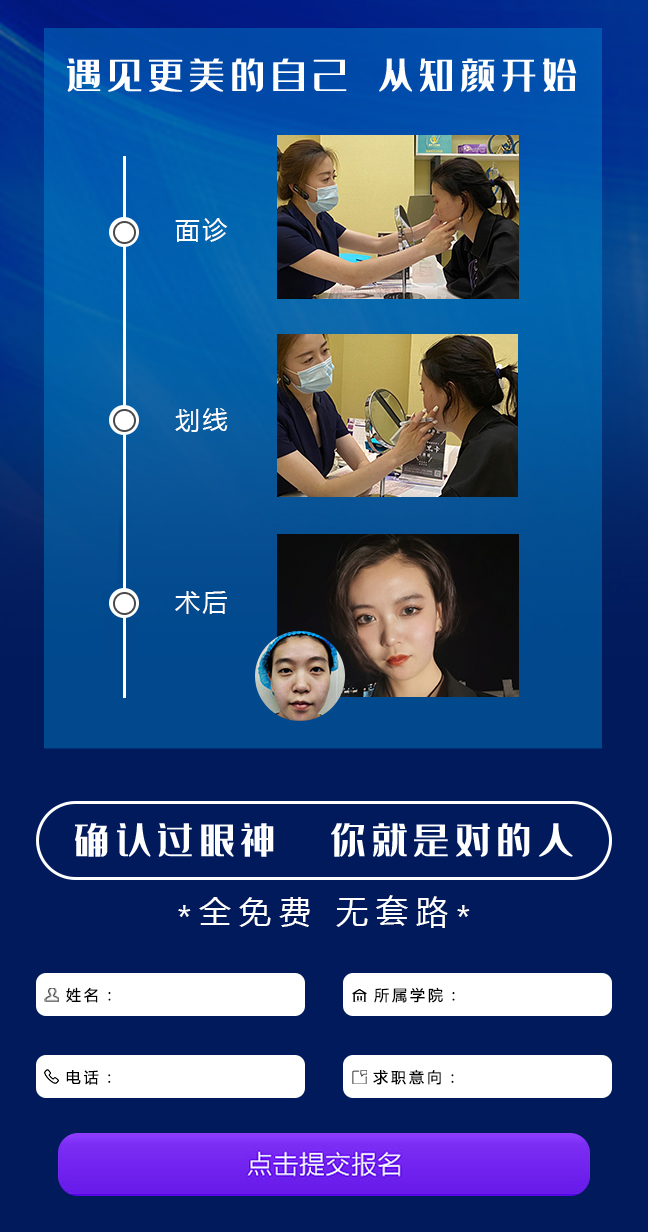 遇见更美的自己 从知颜开始
面诊
划线
术后
确认过眼神 你就是对的人
*全免费 无套路*
姓名：
所属学院：
电话：
求职意向：
点击提交报名